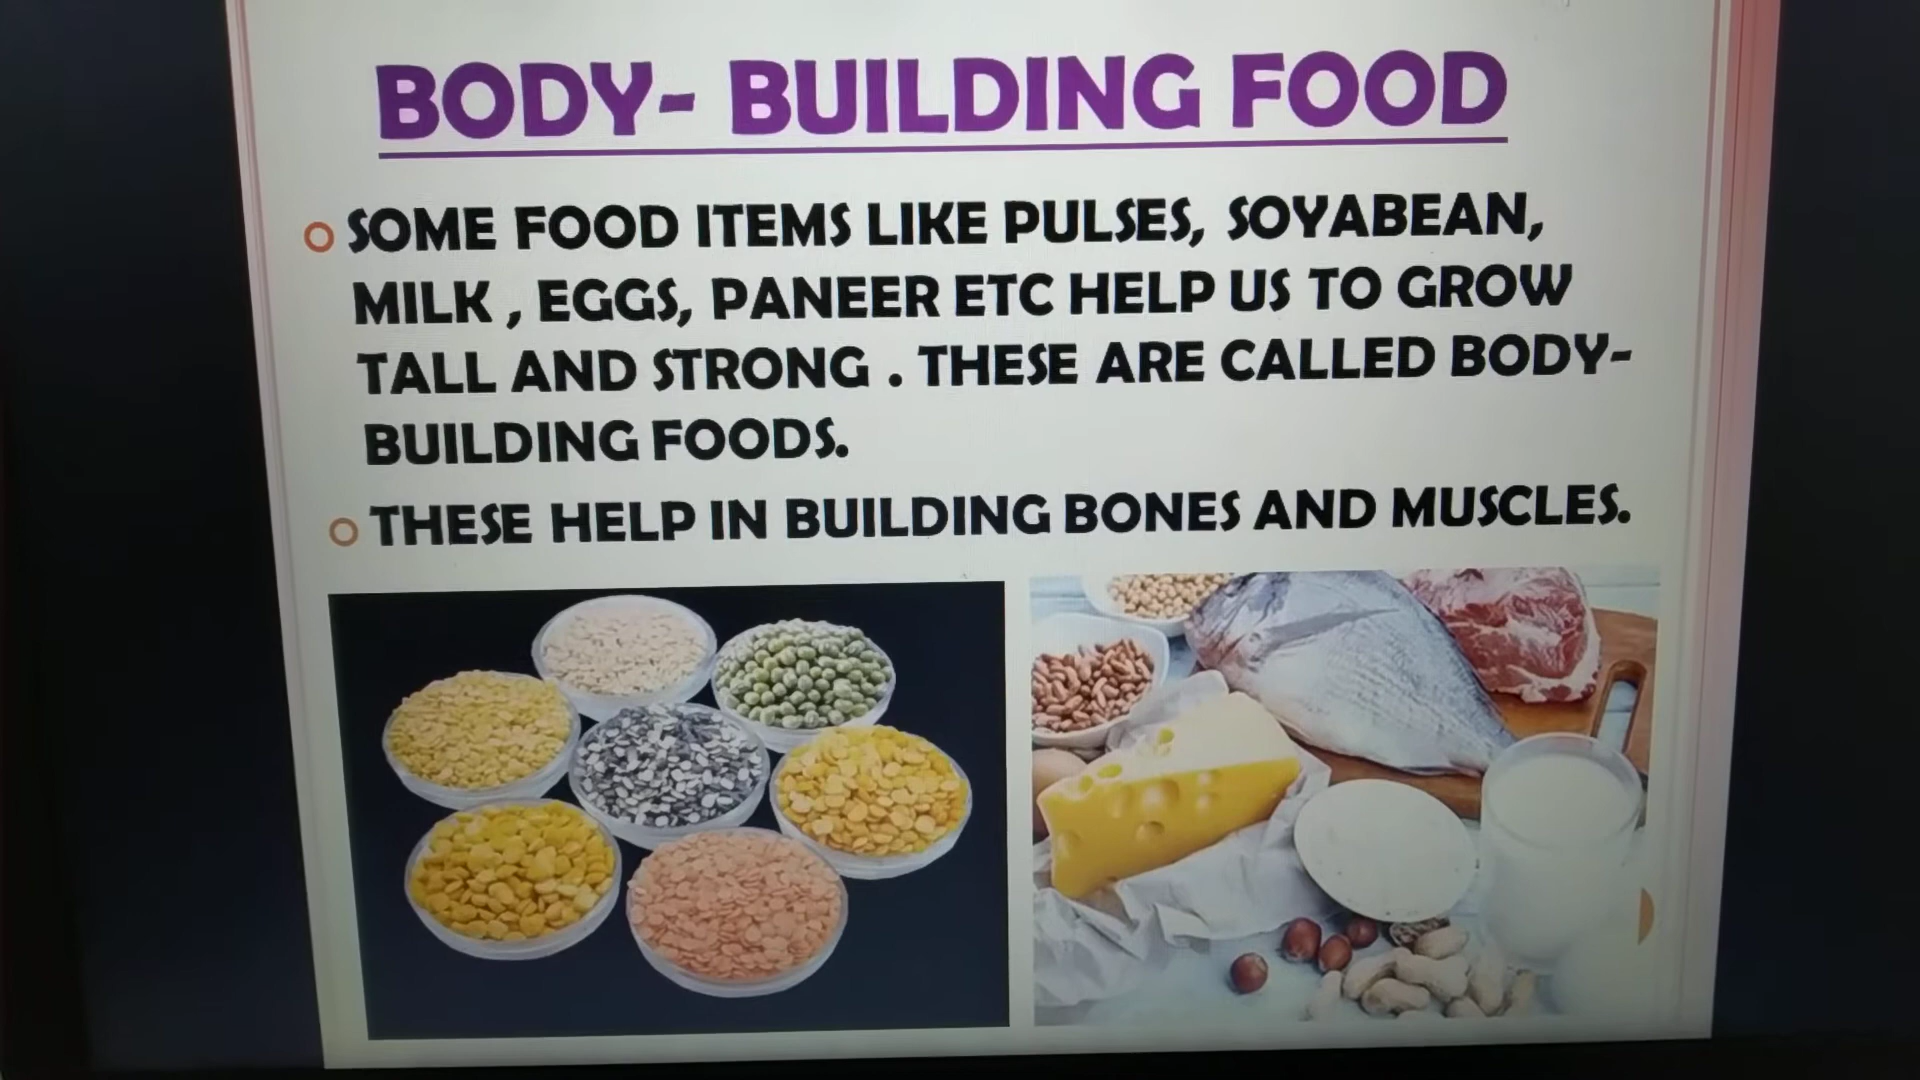 BODY- BUILDING FOOD
SOME FOOD ITEMS LIKE PULSES, SOYABEAN,
MILK , EGGS, PANEER ETC HELP US TO GROW
TALL AND STRONG . THESE ARE CALLED BODY-
BUILDING FOODS.
THESE HELP IN BUILDING BONES AND MUSCLES.